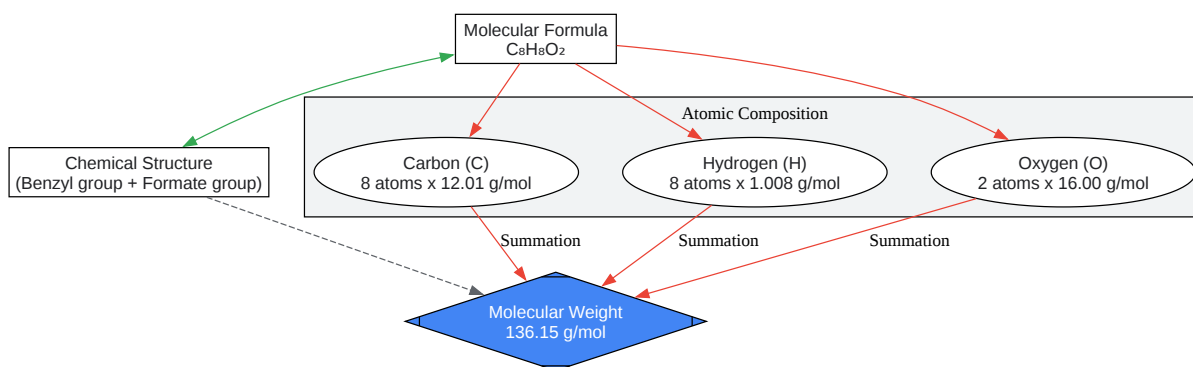 Molecular Formula
C₈H₈O₂
Atomic Composition
Chemical Structure
(Benzyl group + Formate group)
Carbon (C)
8 atoms x 12.01 g/mol
Hydrogen (H)
8 atoms x 1.008 g/mol
Oxygen (O)
2 atoms x 16.00 g/mol
Summation
Summation
Summation
Molecular Weight
136.15 g/mol